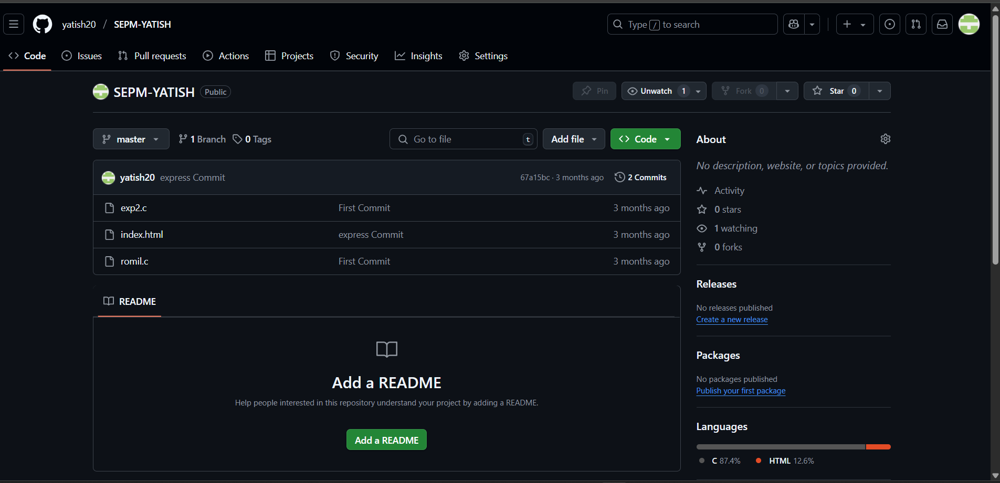 yatish20 / SEPM-YATISH
Type / to search
Code Issues Pull requests Actions Projects Security Insights Settings
SEPM-YATISH Public
Pin Unwatch 1 Fork 0 Star 0
master 1 Branch 0 Tags
Go to file t Add file Code
yatish20 express Commit 67a15bc · 3 months ago 2 Commits
exp2.c First Commit 3 months ago
index.html express Commit 3 months ago
romil.c First Commit 3 months ago
README
Add a README
Help people interested in this repository understand your project by adding a README.
Add a README
About
No description, website, or topics provided.
Activity
0 stars
1 watching
0 forks
Releases
No releases published
Create a new release
Packages
No packages published
Publish your first package
Languages
C 87.4% HTML 12.6%